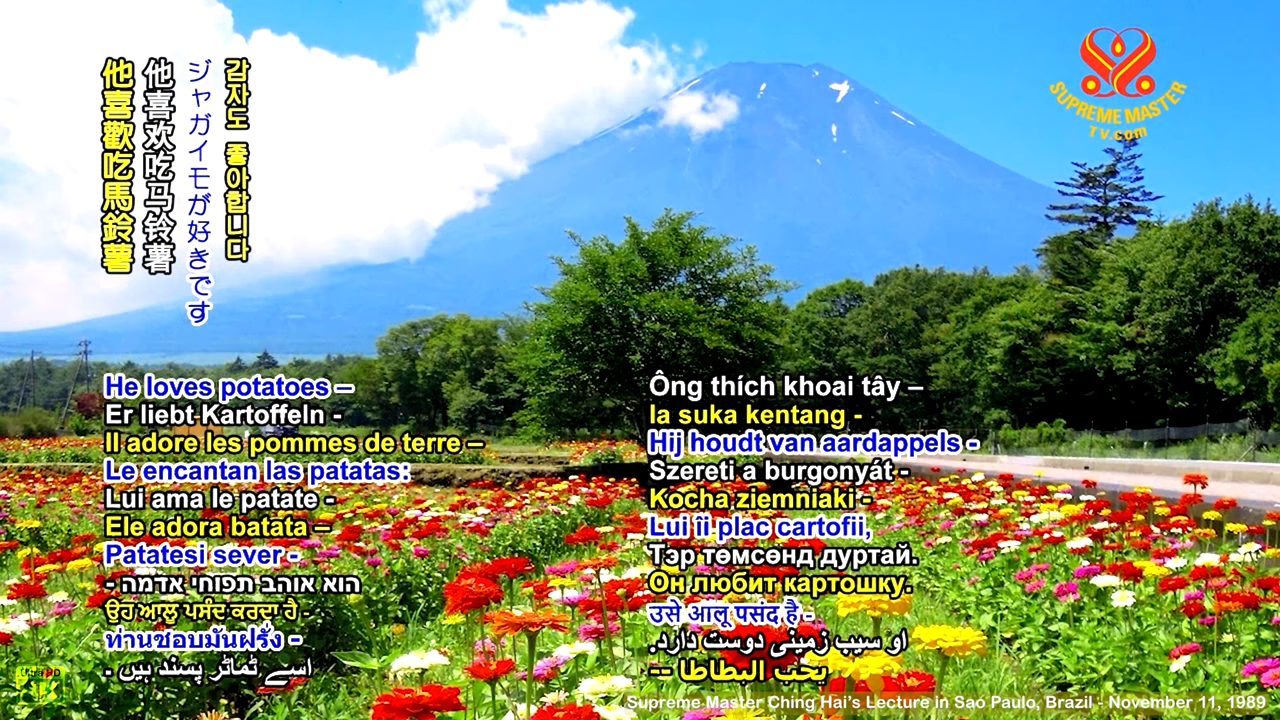 他喜歡吃馬鈴薯
他喜欢吃马铃薯
ジャガイモが好きです
감자도 좋아합니다
SUPREME MASTER
TV.com
He loves potatoes –
Er liebt Kartoffeln -
Il adore les pommes de terre –
Le encantan las patatas:
Lui ama le patate -
Ele adora batata –
Patatesi sever -
הוא אוהב תפוחי אדמה -
ਉਹ ਆਲੂ ਪਸੰਦ ਕਰਦਾ ਹੈ -
ท่านชอบมันฝรั่ง -
اسے ٹماٹر پسند ہیں .
Ông thích khoai tây –
Ia suka kentang -
Hij houdt van aardappels -
Szereti a burgonyát -
Kocha ziemniaki -
Lui îi plac cartofii,
Тэр төмсөнд дуртай.
Он любит картошку.
उसे आलू पसंद है -
او سیب زمینی دوست دارد.
يحب البطاطا --
Ultra HD
4K
Supreme Master Ching Hai's Lecture in Sao Paulo, Brazil - November 11, 1989